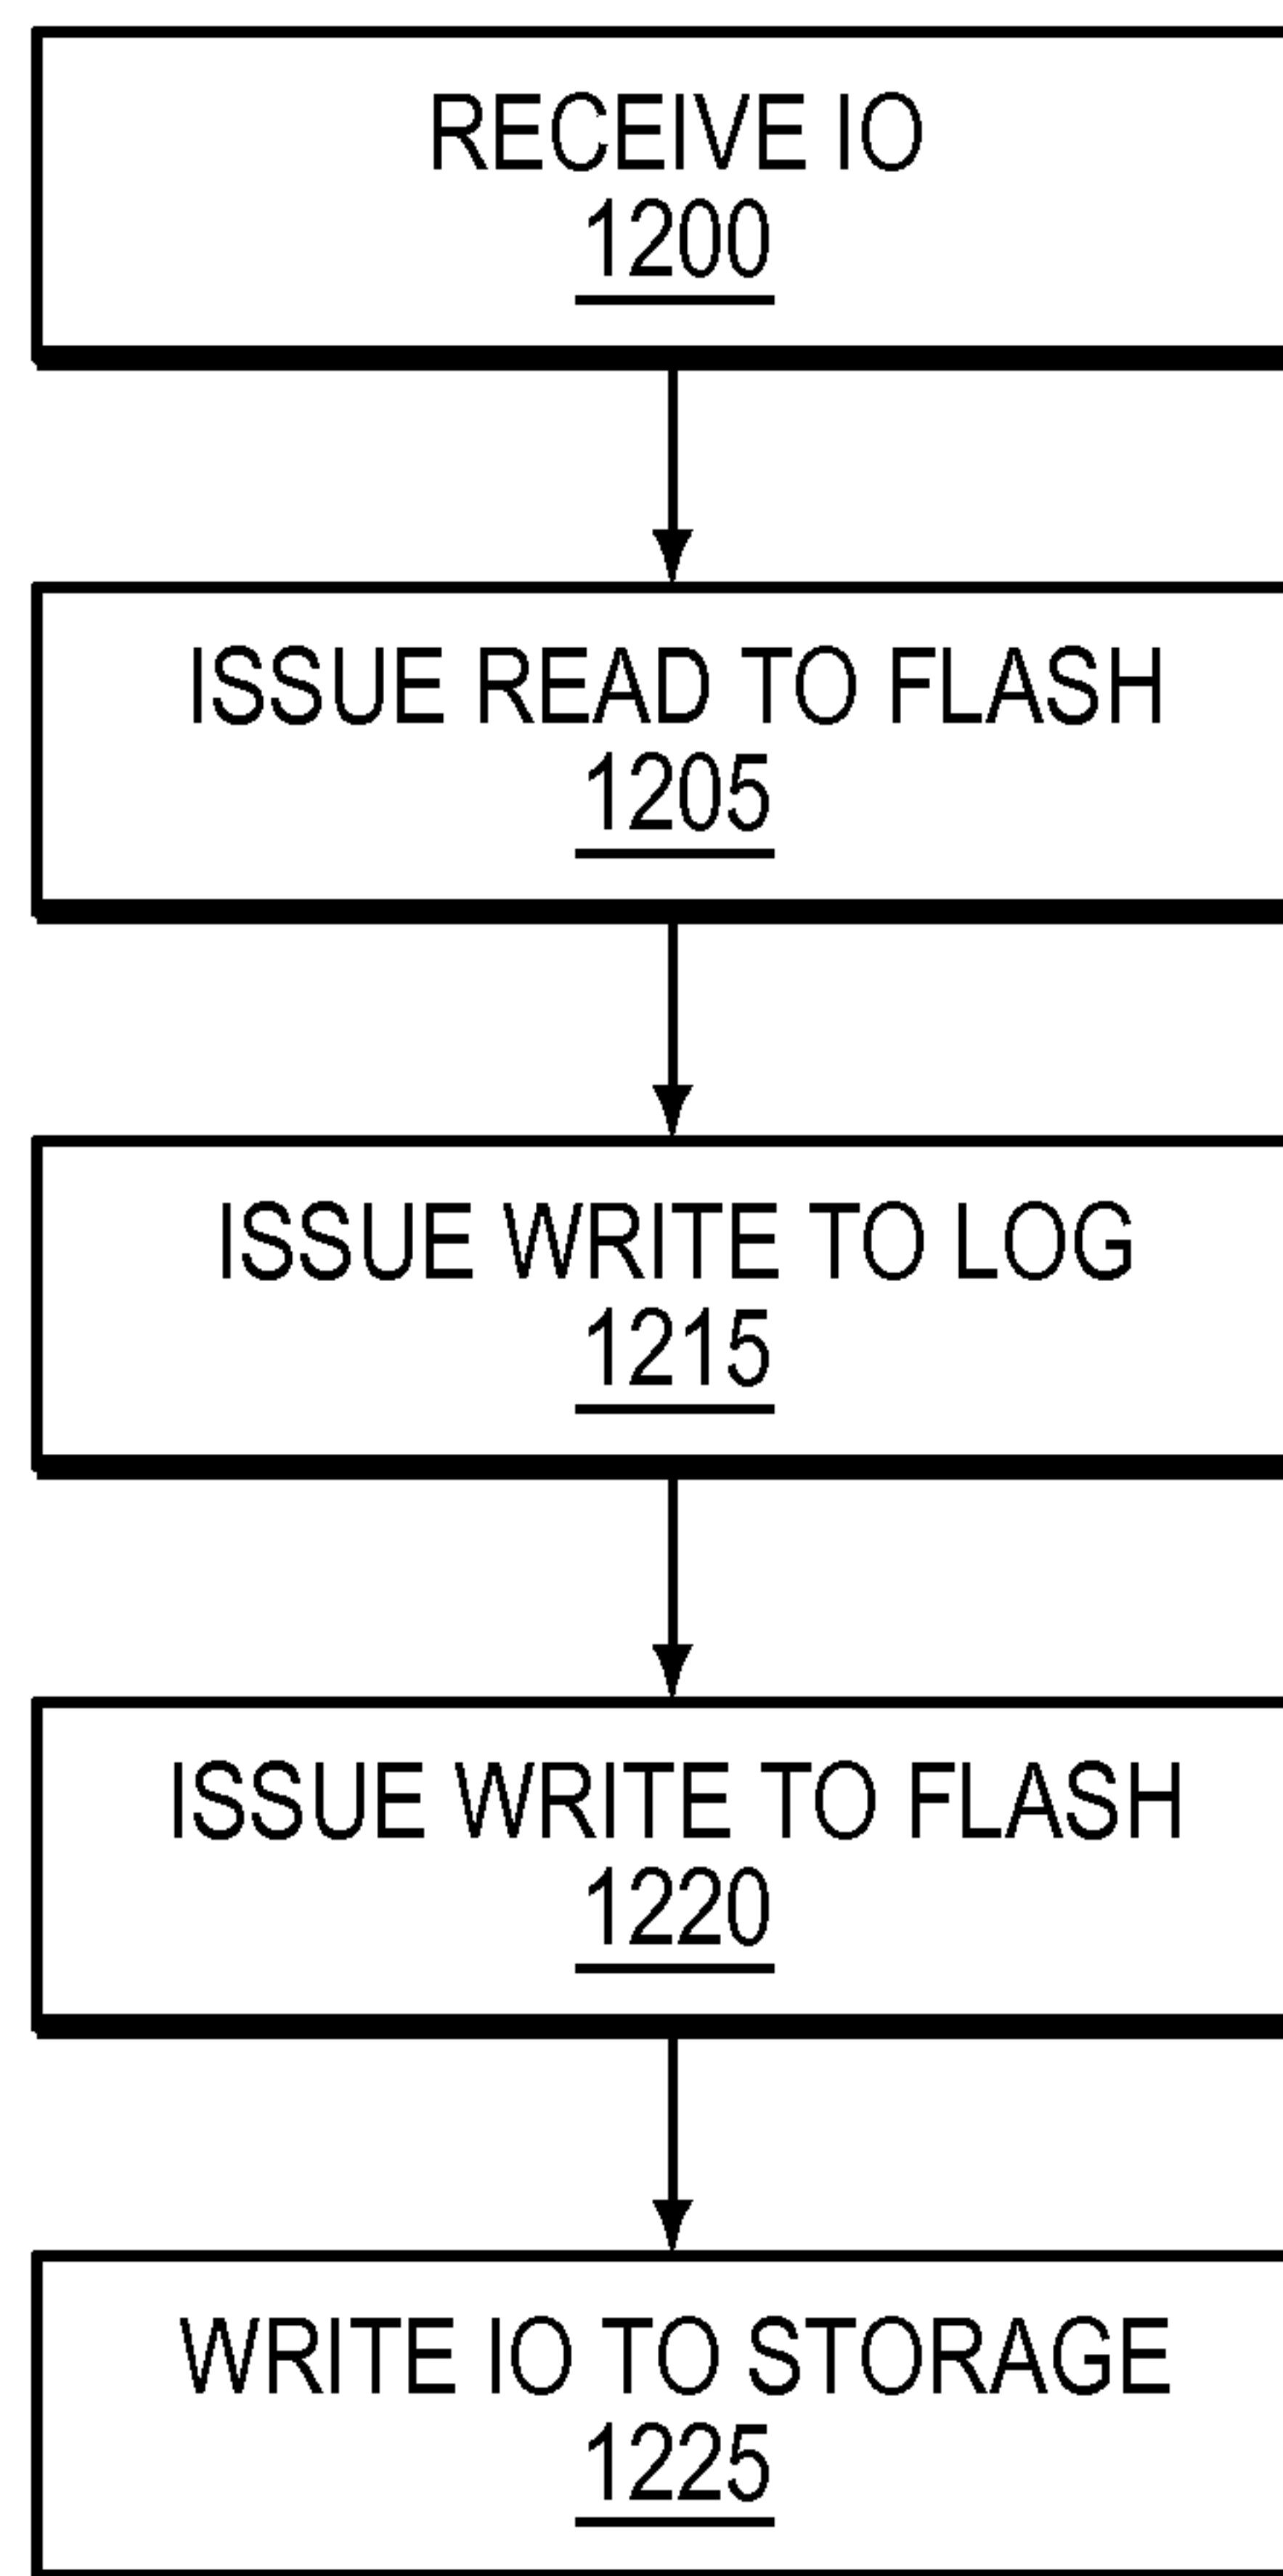 RECEIVE IO
1200
ISSUE READ TO FLASH
1205
ISSUE WRITE TO LOG
1215
ISSUE WRITE TO FLASH
1220
WRITE IO TO STORAGE
1225